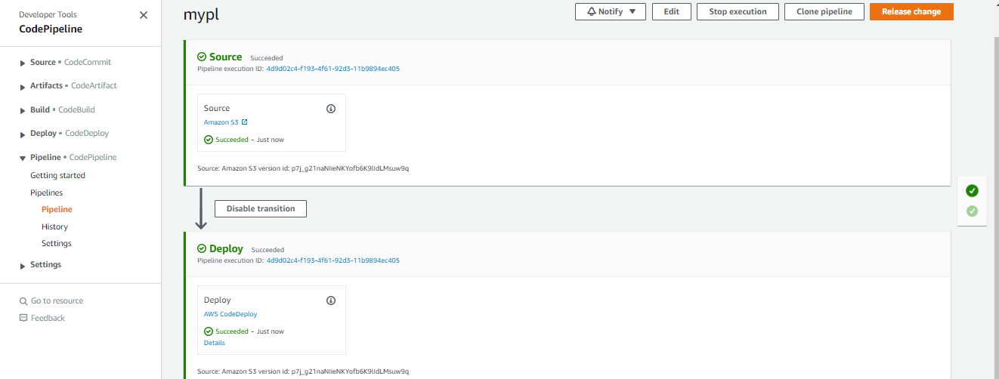 Developer Tools
CodePipeline
Source • CodeCommit
Artifacts • CodeArtifact
Build • CodeBuild
Deploy • CodeDeploy
Pipeline • CodePipeline
Getting started
Pipelines
Pipeline
History
Settings
Settings
Go to resource
Feedback
mypl
Notify
Edit
Stop execution
Clone pipeline
Release change
Source Succeeded
Pipeline execution ID: 4d9d02c4-f193-4f61-92d3-11b9894ec405
Source
Amazon S3
Succeeded - Just now
Source: Amazon S3 version id: p7j_g21naNIieNKYofb6K9lIdLMsuw9q
Disable transition
Deploy Succeeded
Pipeline execution ID: 4d9d02c4-f193-4f61-92d3-11b9894ec405
Deploy
AWS CodeDeploy
Succeeded - Just now
Details
Source: Amazon S3 version id: p7j_g21naNIieNKYofb6K9lIdLMsuw9q